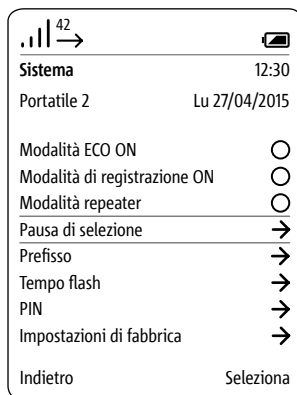 42
Sistema 12:30
Portatile 2 Lu 27/04/2015
Modalità ECO ON
Modalità di registrazione ON
Modalità repeater
Pausa di selezione
Prefisso
Tempo flash
PIN
Impostazioni di fabbrica
Indietro Seleziona